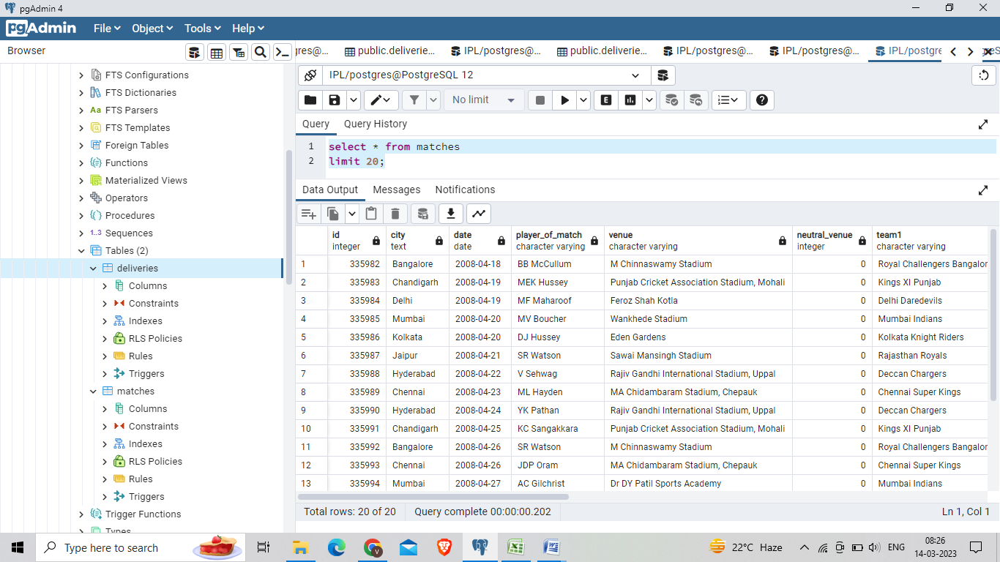 pgAdmin 4
pgAdmin File Object Tools Help
Browser
gres@... public.deliverie... IPL/postgres@... public.deliverie... IPL/postgres@... IPL/postgres@... IPL/postgre
IPL/postgres@PostgreSQL 12
No limit
E
Query Query History
1 select * from matches
2 limit 20;
Data Output Messages Notifications
FTS Configurations
FTS Dictionaries
Aa FTS Parsers
FTS Templates
Foreign Tables
Functions
Materialized Views
Operators
Procedures
1..3 Sequences
Tables (2)
deliveries
Columns
Constraints
Indexes
RLS Policies
Rules
Triggers
matches
Columns
Constraints
Indexes
RLS Policies
Rules
Triggers
Trigger Functions
Types
id city date player_of_match venue neutral_venue team1
integer text date character varying character varying integer character varying
1 335982 Bangalore 2008-04-18 BB McCullum M Chinnaswamy Stadium 0 Royal Challengers Bangalor
2 335983 Chandigarh 2008-04-19 MEK Hussey Punjab Cricket Association Stadium, Mohali 0 Kings XI Punjab
3 335984 Delhi 2008-04-19 MF Maharoof Feroz Shah Kotla 0 Delhi Daredevils
4 335985 Mumbai 2008-04-20 MV Boucher Wankhede Stadium 0 Mumbai Indians
5 335986 Kolkata 2008-04-20 DJ Hussey Eden Gardens 0 Kolkata Knight Riders
6 335987 Jaipur 2008-04-21 SR Watson Sawai Mansingh Stadium 0 Rajasthan Royals
7 335988 Hyderabad 2008-04-22 V Sehwag Rajiv Gandhi International Stadium, Uppal 0 Deccan Chargers
8 335989 Chennai 2008-04-23 ML Hayden MA Chidambaram Stadium, Chepauk 0 Chennai Super Kings
9 335990 Hyderabad 2008-04-24 YK Pathan Rajiv Gandhi International Stadium, Uppal 0 Deccan Chargers
10 335991 Chandigarh 2008-04-25 KC Sangakkara Punjab Cricket Association Stadium, Mohali 0 Kings XI Punjab
11 335992 Bangalore 2008-04-26 SR Watson M Chinnaswamy Stadium 0 Royal Challengers Bangalor
12 335993 Chennai 2008-04-26 JDP Oram MA Chidambaram Stadium, Chepauk 0 Chennai Super Kings
13 335994 Mumbai 2008-04-27 AC Gilchrist Dr DY Patil Sports Academy 0 Mumbai Indians
Total rows: 20 of 20 Query complete 00:00:00.202 Ln 1, Col 1
Type here to search 22°C Haze ENG 08:26
14-03-2023